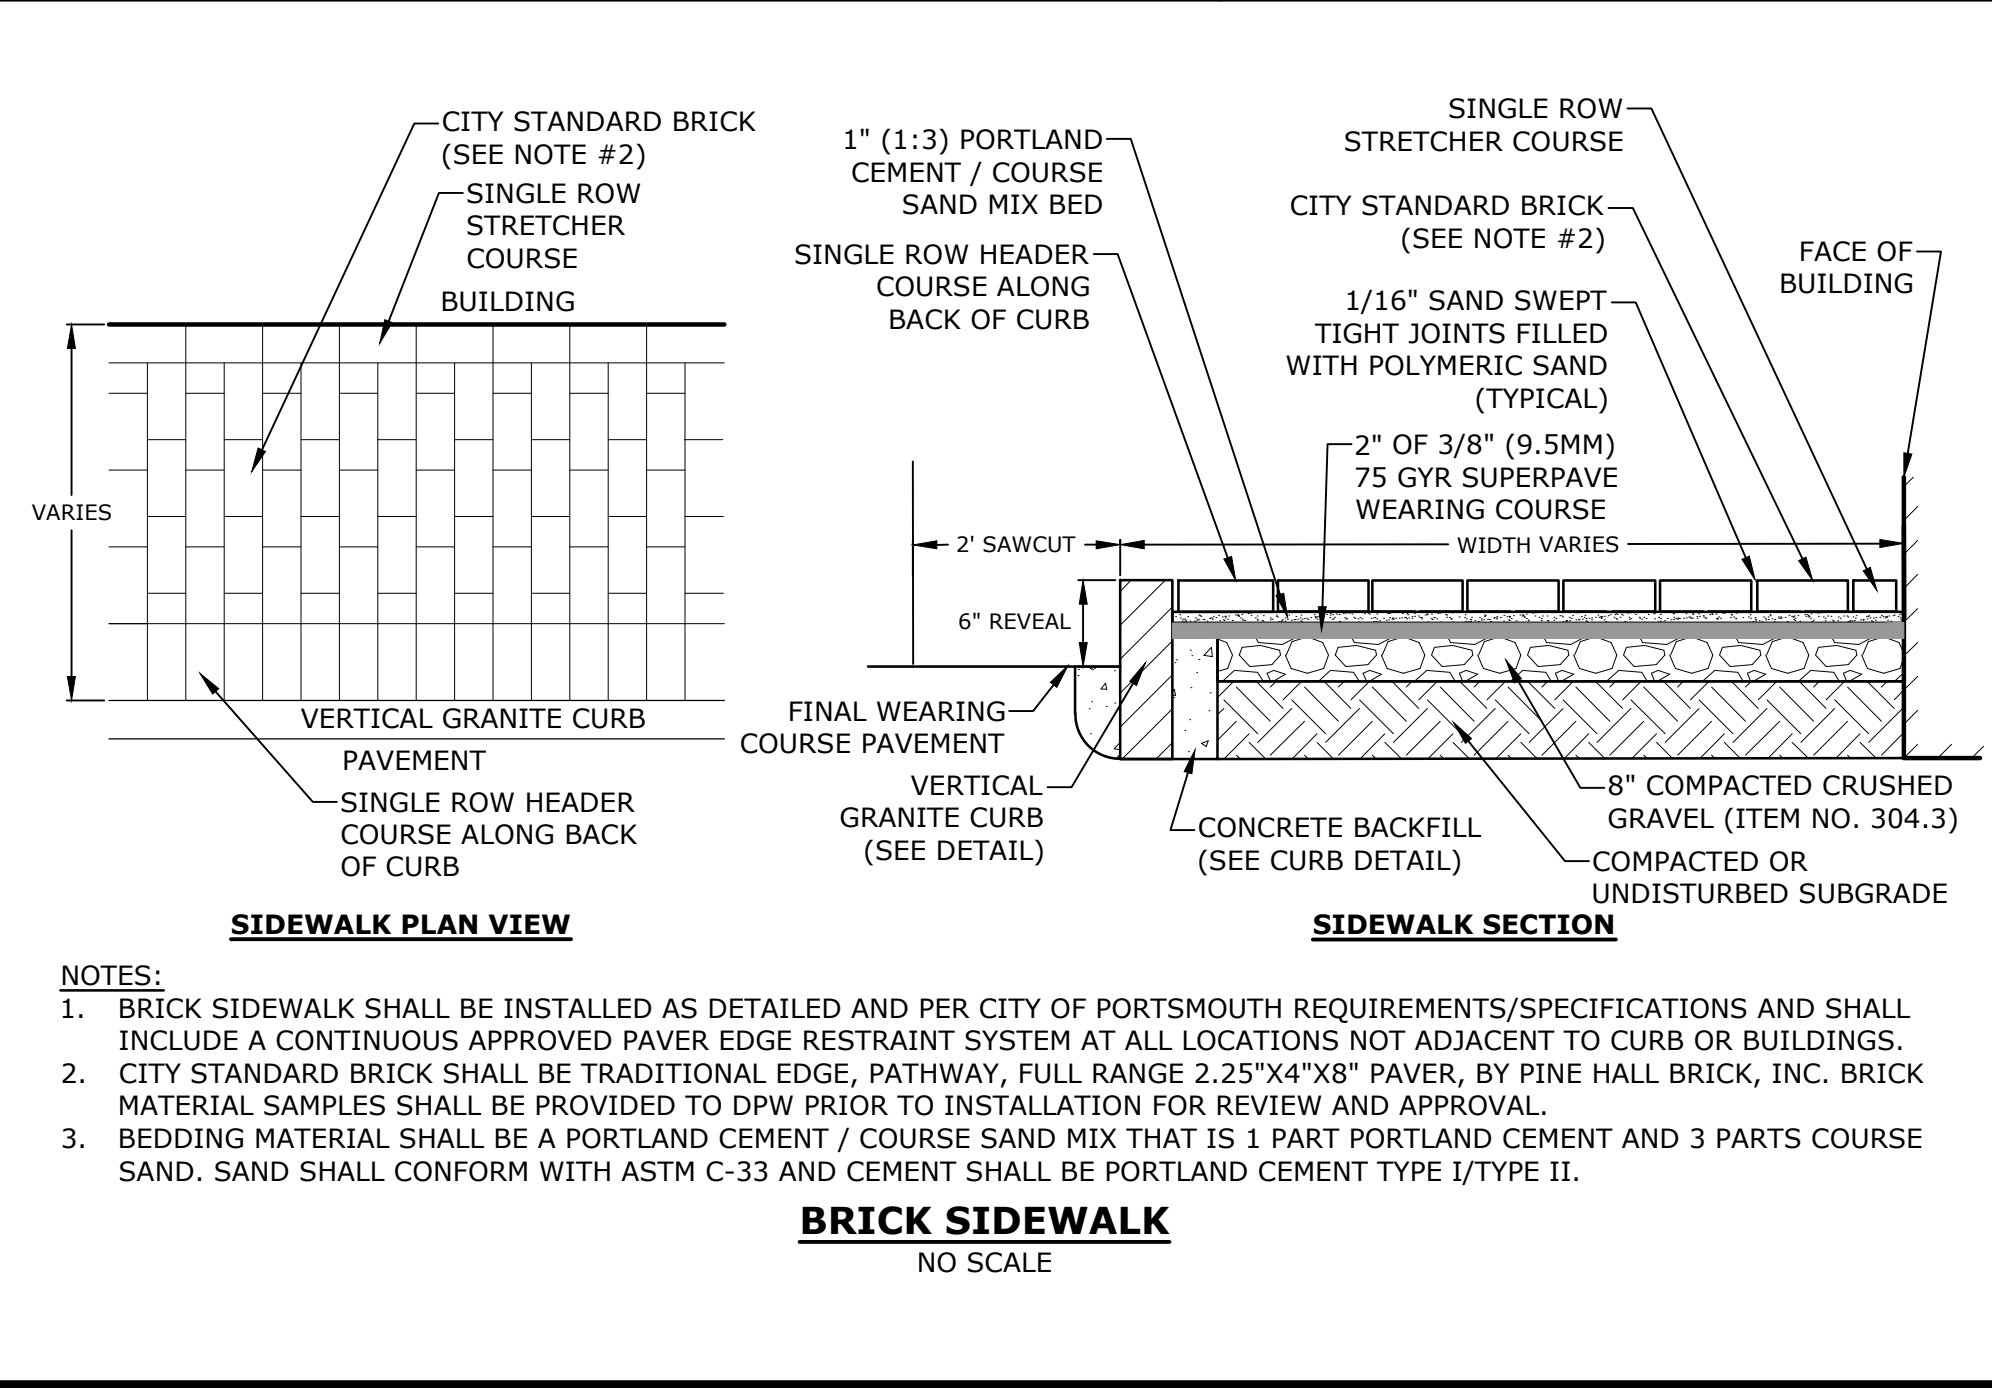 CITY STANDARD BRICK
(SEE NOTE #2)
SINGLE ROW
STRETCHER
COURSE
BUILDING
VARIES
VERTICAL GRANITE CURB
PAVEMENT
SINGLE ROW HEADER
COURSE ALONG BACK
OF CURB
SIDEWALK PLAN VIEW
1" (1:3) PORTLAND
CEMENT / COURSE
SAND MIX BED
SINGLE ROW HEADER
COURSE ALONG
BACK OF CURB
SINGLE ROW
STRETCHER COURSE
CITY STANDARD BRICK
(SEE NOTE #2)
FACE OF
BUILDING
1/16" SAND SWEPT
TIGHT JOINTS FILLED
WITH POLYMERIC SAND
(TYPICAL)
2" OF 3/8" (9.5MM)
75 GYR SUPERPAVE
WEARING COURSE
2' SAWCUT
WIDTH VARIES
6" REVEAL
FINAL WEARING
COURSE PAVEMENT
VERTICAL
GRANITE CURB
(SEE DETAIL)
CONCRETE BACKFILL
(SEE CURB DETAIL)
8" COMPACTED CRUSHED
GRAVEL (ITEM NO. 304.3)
COMPACTED OR
UNDISTURBED SUBGRADE
SIDEWALK SECTION
NOTES:
1. BRICK SIDEWALK SHALL BE INSTALLED AS DETAILED AND PER CITY OF PORTSMOUTH REQUIREMENTS/SPECIFICATIONS AND SHALL
INCLUDE A CONTINUOUS APPROVED PAVER EDGE RESTRAINT SYSTEM AT ALL LOCATIONS NOT ADJACENT TO CURB OR BUILDINGS.
2. CITY STANDARD BRICK SHALL BE TRADITIONAL EDGE, PATHWAY, FULL RANGE 2.25"X4"X8" PAVER, BY PINE HALL BRICK, INC. BRICK
MATERIAL SAMPLES SHALL BE PROVIDED TO DPW PRIOR TO INSTALLATION FOR REVIEW AND APPROVAL.
3. BEDDING MATERIAL SHALL BE A PORTLAND CEMENT / COURSE SAND MIX THAT IS 1 PART PORTLAND CEMENT AND 3 PARTS COURSE
SAND. SAND SHALL CONFORM WITH ASTM C-33 AND CEMENT SHALL BE PORTLAND CEMENT TYPE I/TYPE II.
BRICK SIDEWALK
NO SCALE